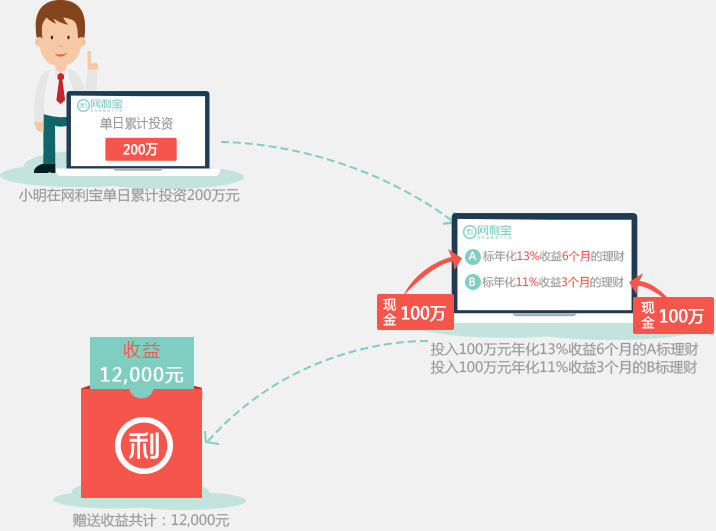 网利宝
单日累计投资
200万
小明在网利宝单日累计投资200万元
网利宝
A 标年化13%收益6个月的理财
B 标年化11%收益3个月的理财
现金 100万
现金 100万
投入100万元年化13%收益6个月的A标理财
投入100万元年化11%收益3个月的B标理财
收益
12,000元
利
赠送收益共计：12,000元